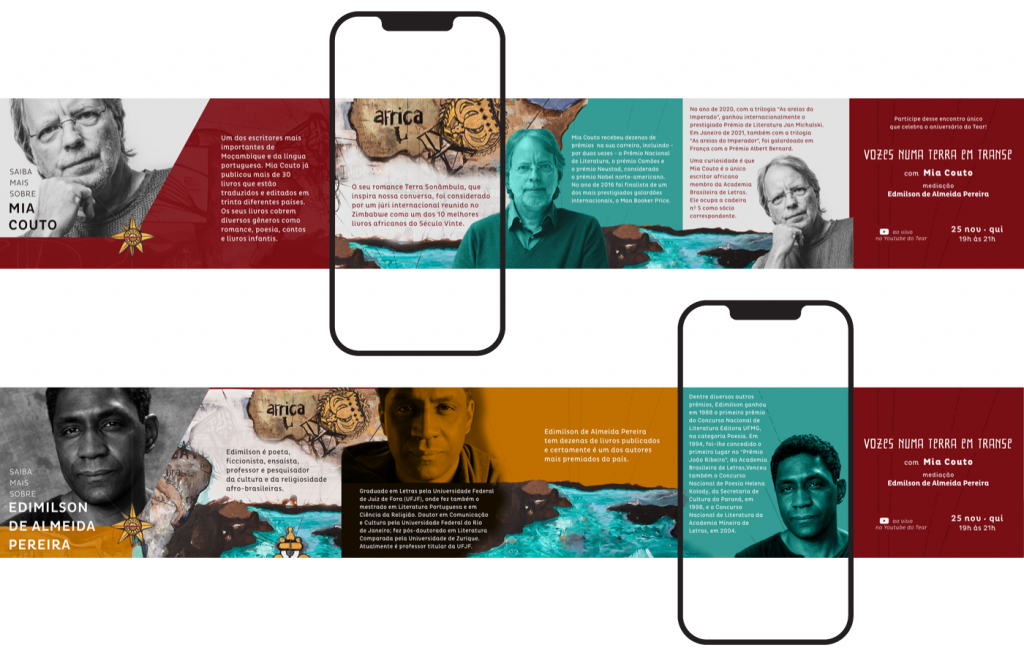 SAIBA
MAIS
SOBRE
MIA
COUTO
Um dos escritores mais
importantes de
Moçambique e da língua
portuguesa. Mia Couto já
publicou mais de 30
livros que estão
traduzidos e editados em
trinta diferentes países.
Os seus livros cobrem
diversos gêneros como
romance, poesia, contos
e livros infantis.
africa
O seu romance Terra Sonâmbula, que
inspira nossa conversa, foi considerado
por um júri internacional reunido no
Zimbabwe como um dos 10 melhores
livros africanos do Século Vinte.
Mia Couto recebeu dezenas de
prêmios na sua carreira, incluindo -
por duas vezes - o Prêmio Nacional
de Literatura, o prémio Camões e
o prémio Neustad, considerado
o prémio Nobel norte-americano.
No ano de 2016 foi finalista de um
dos mais prestigiados galardões
internacionais, o Man Booker Price.
No ano de 2020, com a trilogia "As areias do
Imperado", ganhou internacionalmente o
prestigiado Prémio de Literatura Jan Michalski.
Em Janeiro de 2021, também com a trilogia
"As areias do Imperador", foi galardoado em
França com o Prémio Albert Bernard.
Uma curiosidade é que
Mia Couto é o único
escritor africano
membro da Academia
Brasileira de Letras.
Ele ocupa a cadeira
nº 5 como sócio
correspondente.
Participe desse encontro único
que celebra o aniversário do Tear!
VOZES NUMA TERRA EM TRANSE
com Mia Couto
mediação
Edmilson de Almeida Pereira
ao vivo
no Youtube do Tear
25 nov - qui
19h às 21h
SAIBA
MAIS
SOBRE
EDIMILSON
DE ALMEIDA
PEREIRA
africa
Edimilson é poeta,
ficcionista, ensaísta,
professor e pesquisador
da cultura e da religiosidade
afro-brasileiras.
Graduado em Letras pela Universidade Federal
de Juiz de Fora (UFJF), onde fez também o
mestrado em Literatura Portuguesa e em
Ciência da Religião. Doutor em Comunicação
e Cultura pela Universidade Federal do Rio
de Janeiro; fez pós-doutorado em Literatura
Comparada pela Universidade de Zurique.
Atualmente é professor titular da UFJF.
Edimilson de Almeida Pereira
tem dezenas de livros publicados
e certamente é um dos autores
mais premiados do país.
Dentre diversos outros
prêmios, Edimilson ganhou
em 1988 o primeiro prêmio
do Concurso Nacional de
Literatura Editora UFMG,
na categoria Poesia. Em
1994, foi-lhe concedido o
primeiro lugar no "Prêmio
João Ribeiro", da Academia
Brasileira de Letras,Venceu
também o Concurso
Nacional de Poesia Helena
Kolody, da Secretaria de
Cultura do Paraná, em
1998, e o Concurso
Nacional de Literatura da
Academia Mineira de
Letras, em 2004.
VOZES NUMA TERRA EM TRANSE
com Mia Couto
mediação
Edmilson de Almeida Pereira
ao vivo
no Youtube do Tear
25 nov - qui
19h às 21h